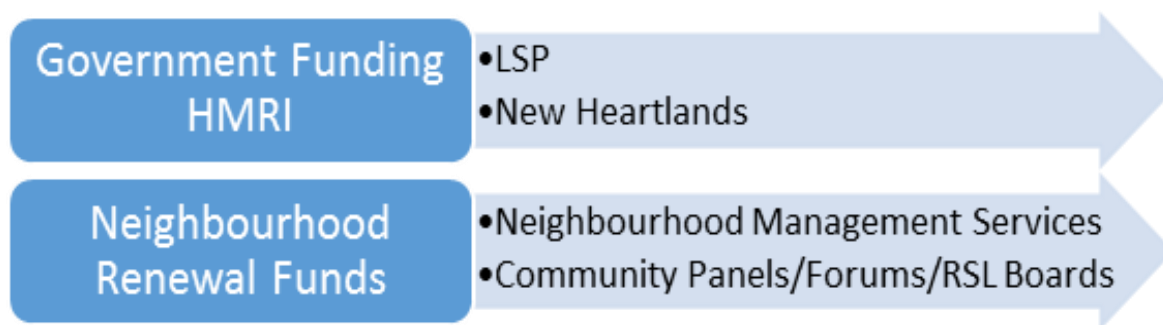 Government Funding
HMRI
•LSP
•New Heartlands
Neighbourhood
Renewal Funds
•Neighbourhood Management Services
•Community Panels/Forums/RSL Boards